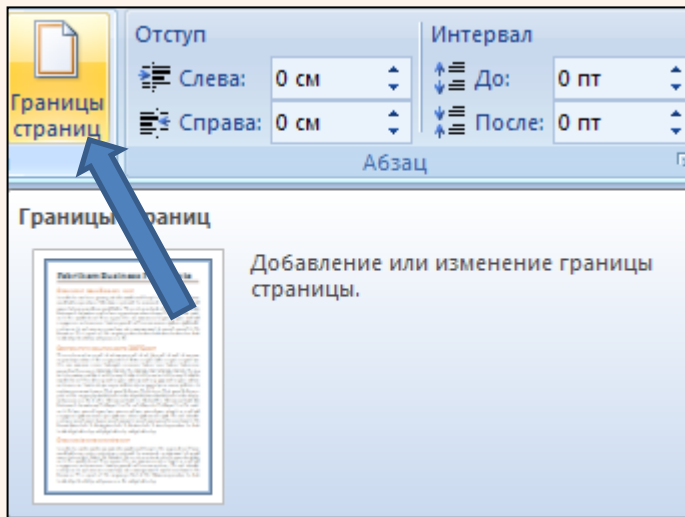 Границы
страниц
Отступ
Слева: 0 см
Справа: 0 см
Интервал
До: 0 пт
После: 0 пт
Абзац
Границы страниц
Добавление или изменение границы
страницы.